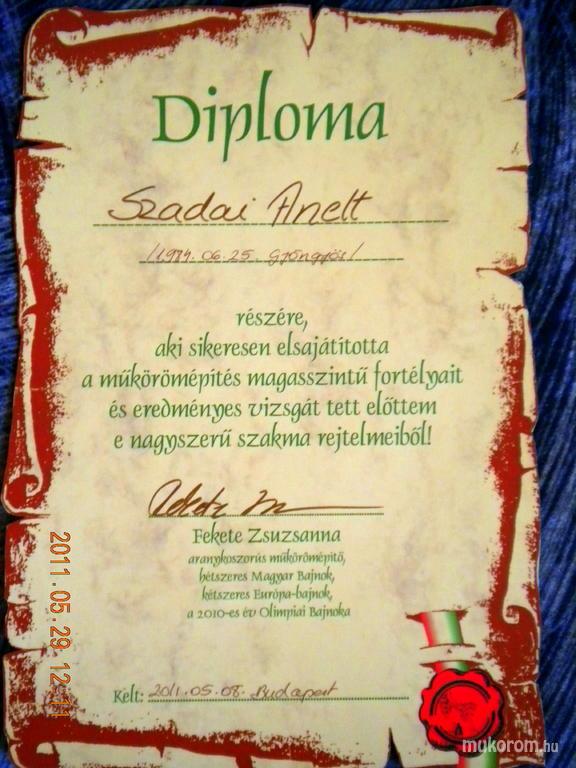 Diploma
Szadai Anett
/1984.06.25. Gyöngyös/
részére,
aki sikeresen elsajátította
a műkörömépítés magasszintű fortélyait
és eredményes vizsgát tett előttem
e nagyszerű szakma rejtelmeiből!
Fekete Zsuzsanna
aranykoszorús műkörömépítő,
hétszeres Magyar Bajnok,
kétszeres Európa-bajnok,
a 2010-es év Olimpiai Bajnoka
Kelt: 2011.05.08. Budapest
2011.05.29 12:11
mukorom.hu